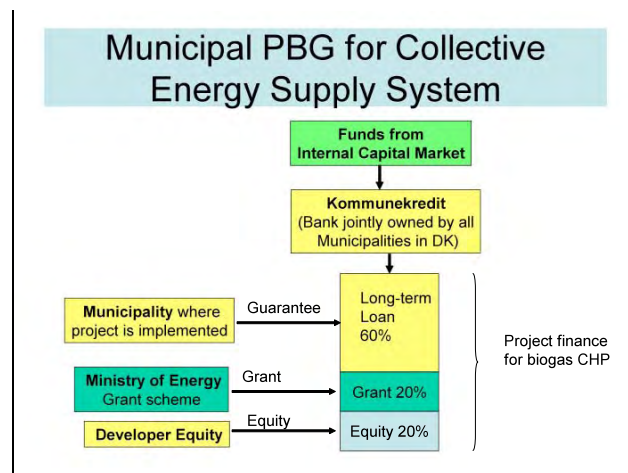 Municipal PBG for Collective
Energy Supply System
Funds from
Internal Capital Market
Kommunekredit
(Bank jointly owned by all
Municipalities in DK)
Municipality where
project is implemented
Guarantee
Long-term
Loan
60%
Project finance
for biogas CHP
Ministry of Energy
Grant scheme
Grant
Grant 20%
Developer Equity
Equity
Equity 20%